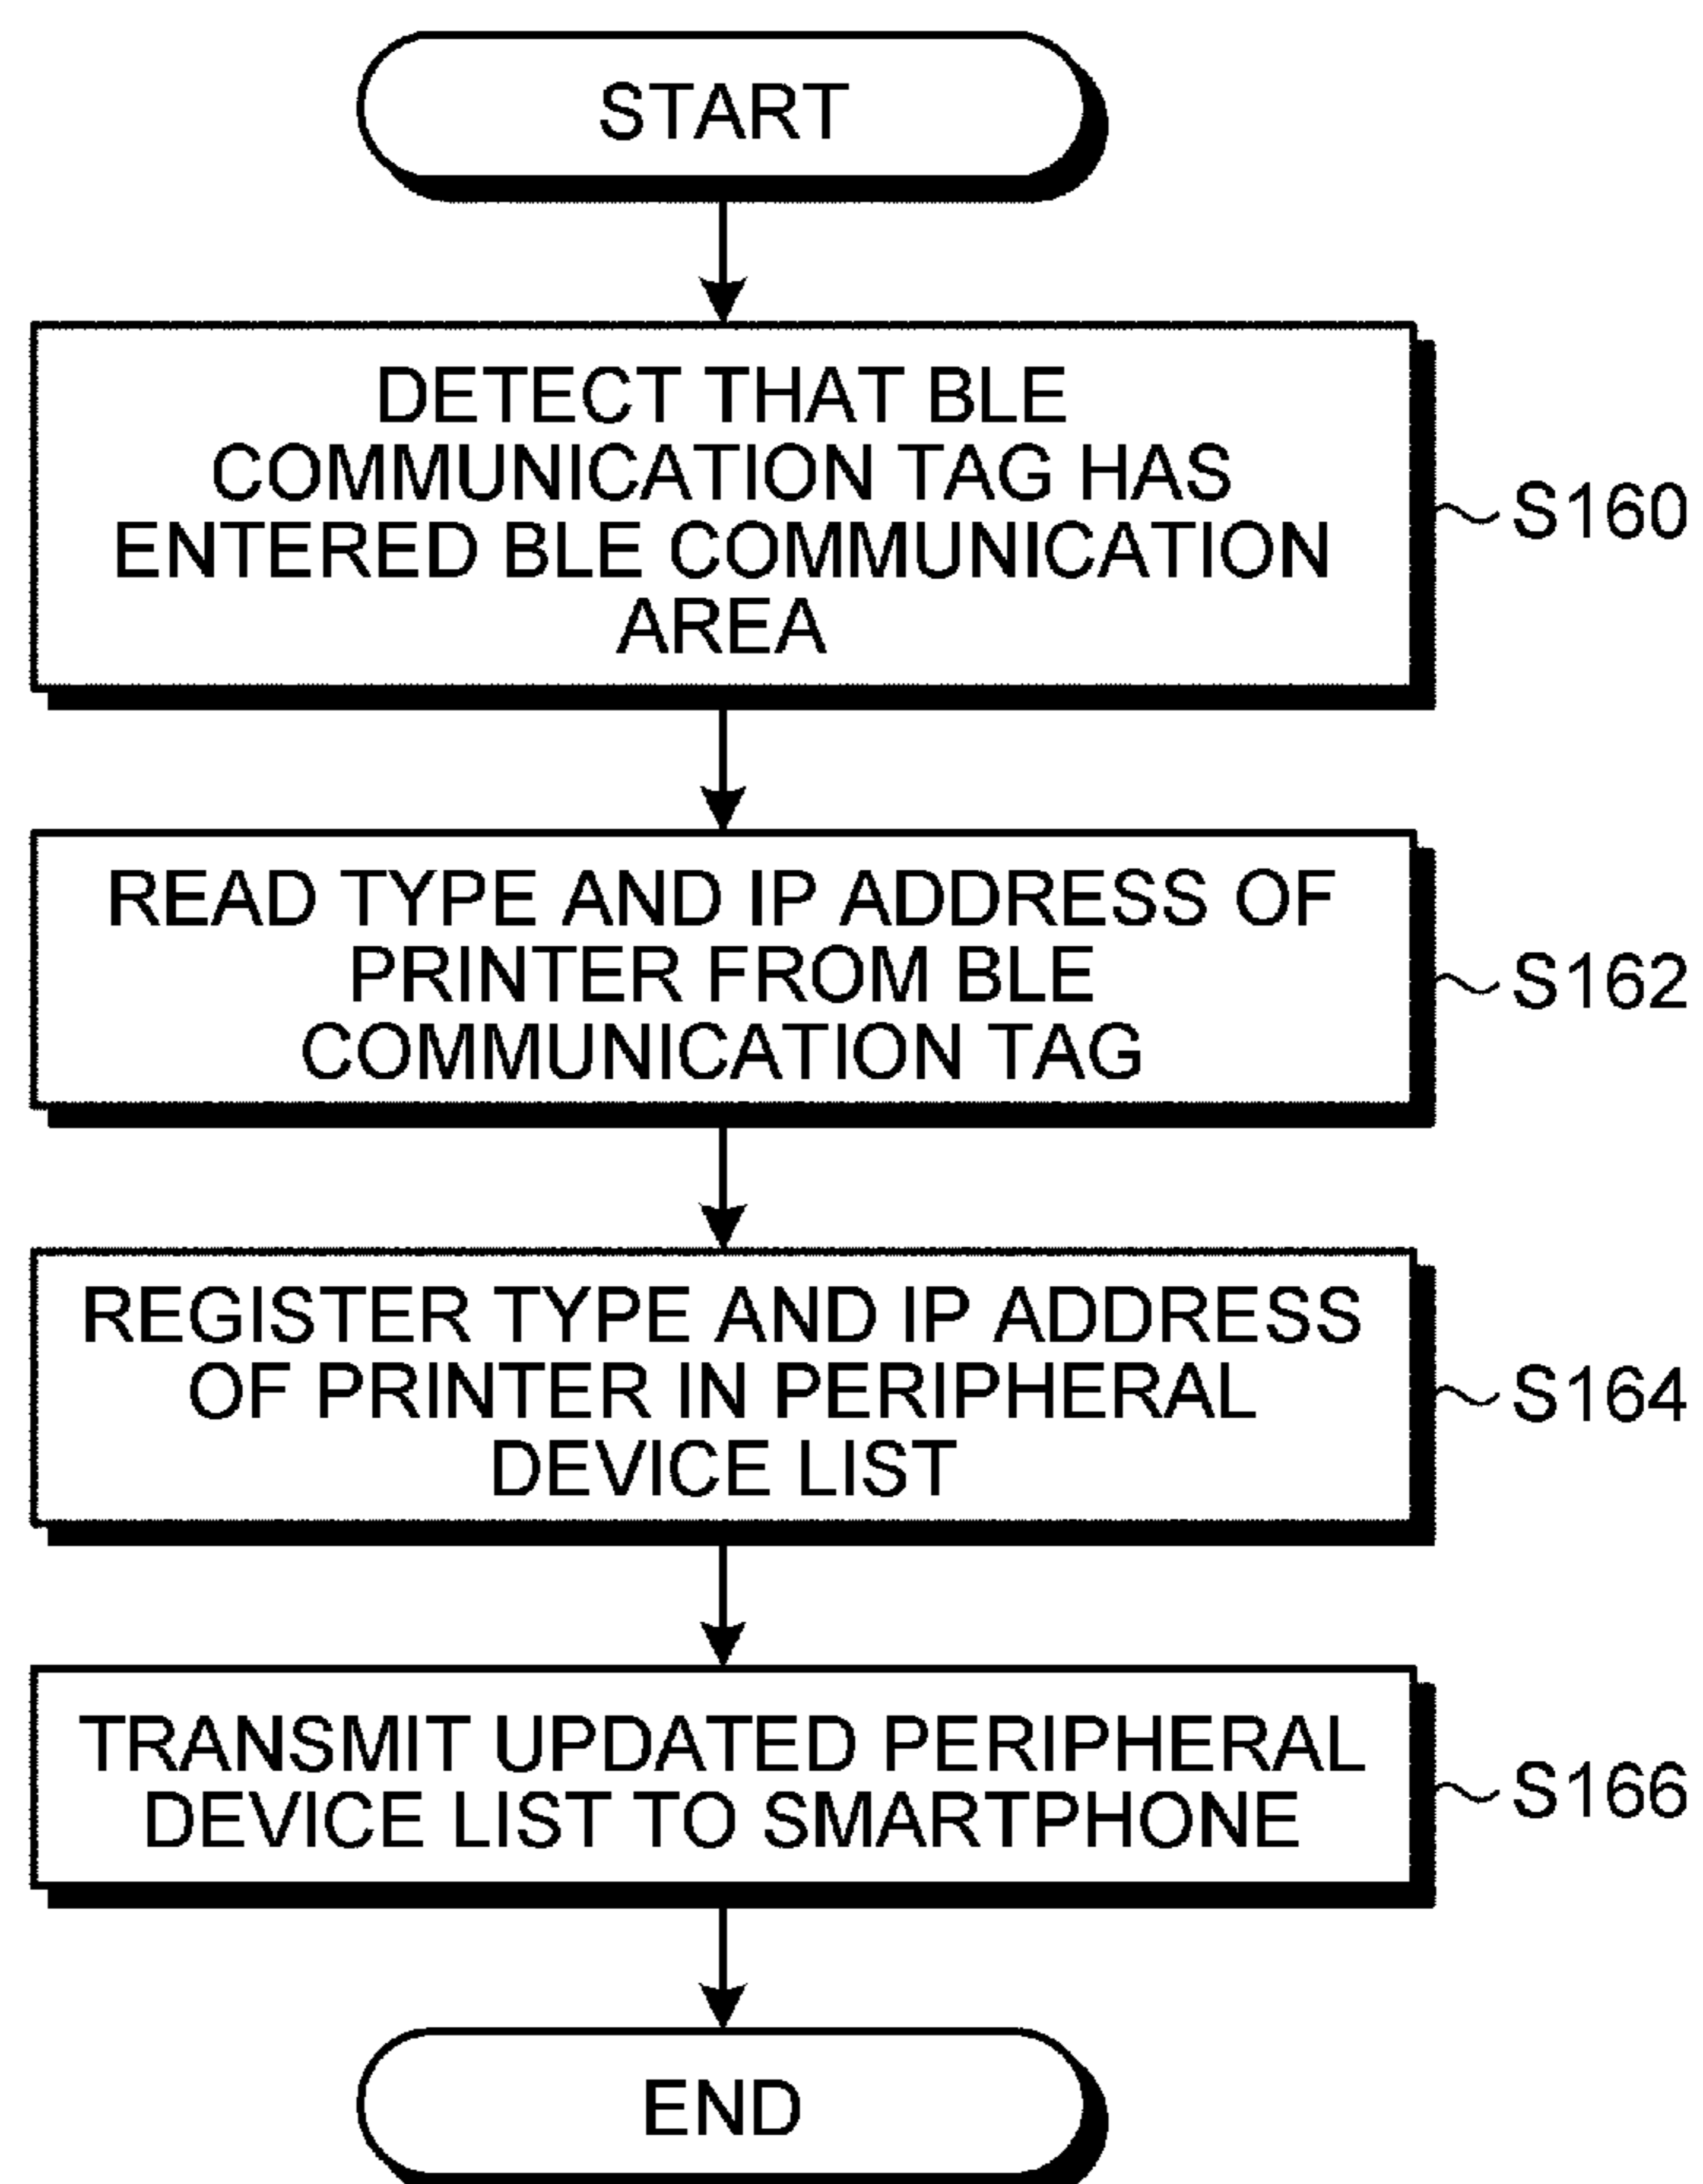 START
DETECT THAT BLE
COMMUNICATION TAG HAS
ENTERED BLE COMMUNICATION
AREA
S160
READ TYPE AND IP ADDRESS OF
PRINTER FROM BLE
COMMUNICATION TAG
S162
REGISTER TYPE AND IP ADDRESS
OF PRINTER IN PERIPHERAL
DEVICE LIST
S164
TRANSMIT UPDATED PERIPHERAL
DEVICE LIST TO SMARTPHONE
S166
END